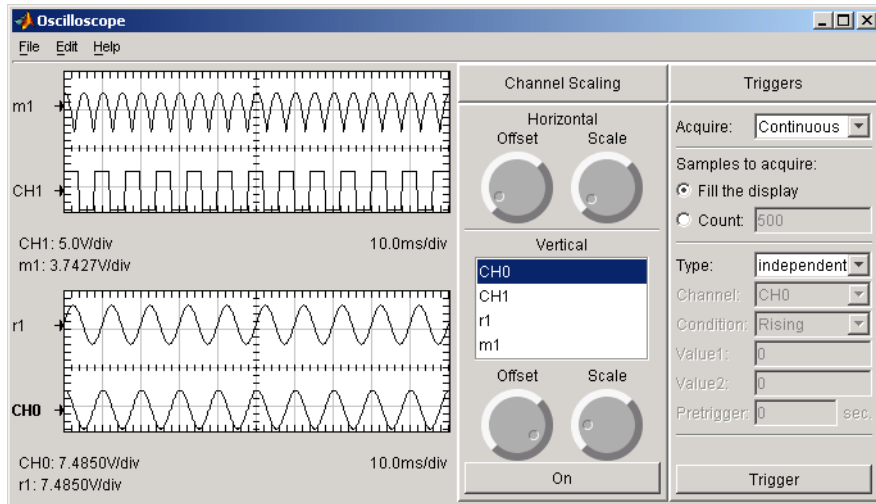 Oscilloscope
File Edit Help
m1
CH1
CH1: 5.0V/div 10.0ms/div
m1: 3.7427V/div
r1
CH0
CH0: 7.4850V/div 10.0ms/div
r1: 7.4850V/div
Channel Scaling
Horizontal
Offset Scale
Vertical
CH0
CH1
r1
m1
Offset Scale
On
Triggers
Acquire: Continuous
Samples to acquire:
Fill the display
Count: 500
Type: independent
Channel: CH0
Condition: Rising
Value1: 0
Value2: 0
Pretrigger: 0 sec.
Trigger